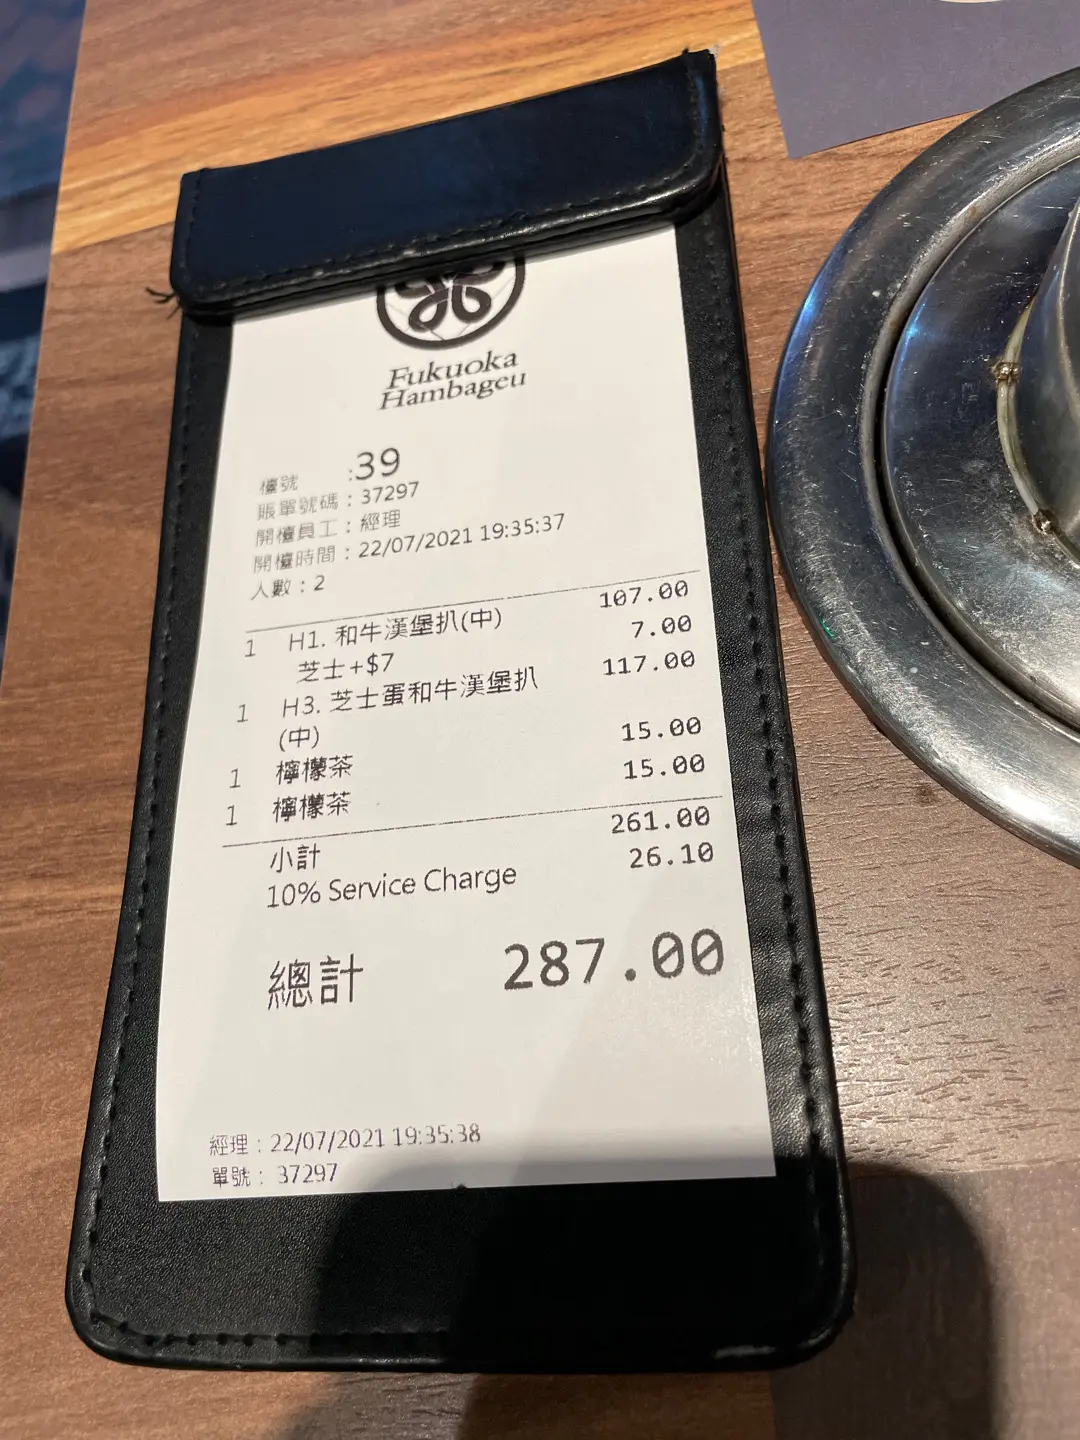 Fukuoka
Hambageu
檯號 :39
賬單號碼：37297
開檯員工：經理
開檯時間：22/07/2021 19:35:37
人數：2
1 H1. 和牛漢堡扒(中) 107.00
芝士+$7 7.00
1 H3. 芝士蛋和牛漢堡扒 117.00
(中)
1 檸檬茶 15.00
1 檸檬茶 15.00
小計 261.00
10% Service Charge 26.10
總計 287.00
經理：22/07/2021 19:35:38
單號： 37297